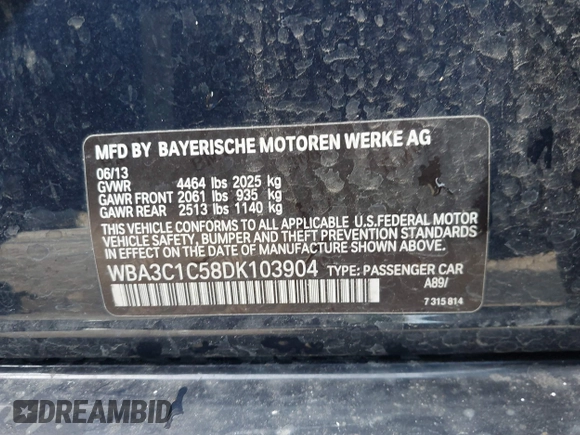 MFD BY BAYERISCHE MOTOREN WERKE AG
06/13
GVWR 4464 lbs 2025 kg
GAWR FRONT 2061 lbs 935 kg
GAWR REAR 2513 lbs 1140 kg
THIS VEHICLE CONFORMS TO ALL APPLICABLE U.S.FEDERAL MOTOR
VEHICLE SAFETY, BUMPER, AND THEFT PREVENTION STANDARDS
IN EFFECT ON THE DATE OF MANUFACTURE SHOWN ABOVE.
WBA3C1C58DK103904 TYPE: PASSENGER CAR
A89/
7 315 814
DREAMBID